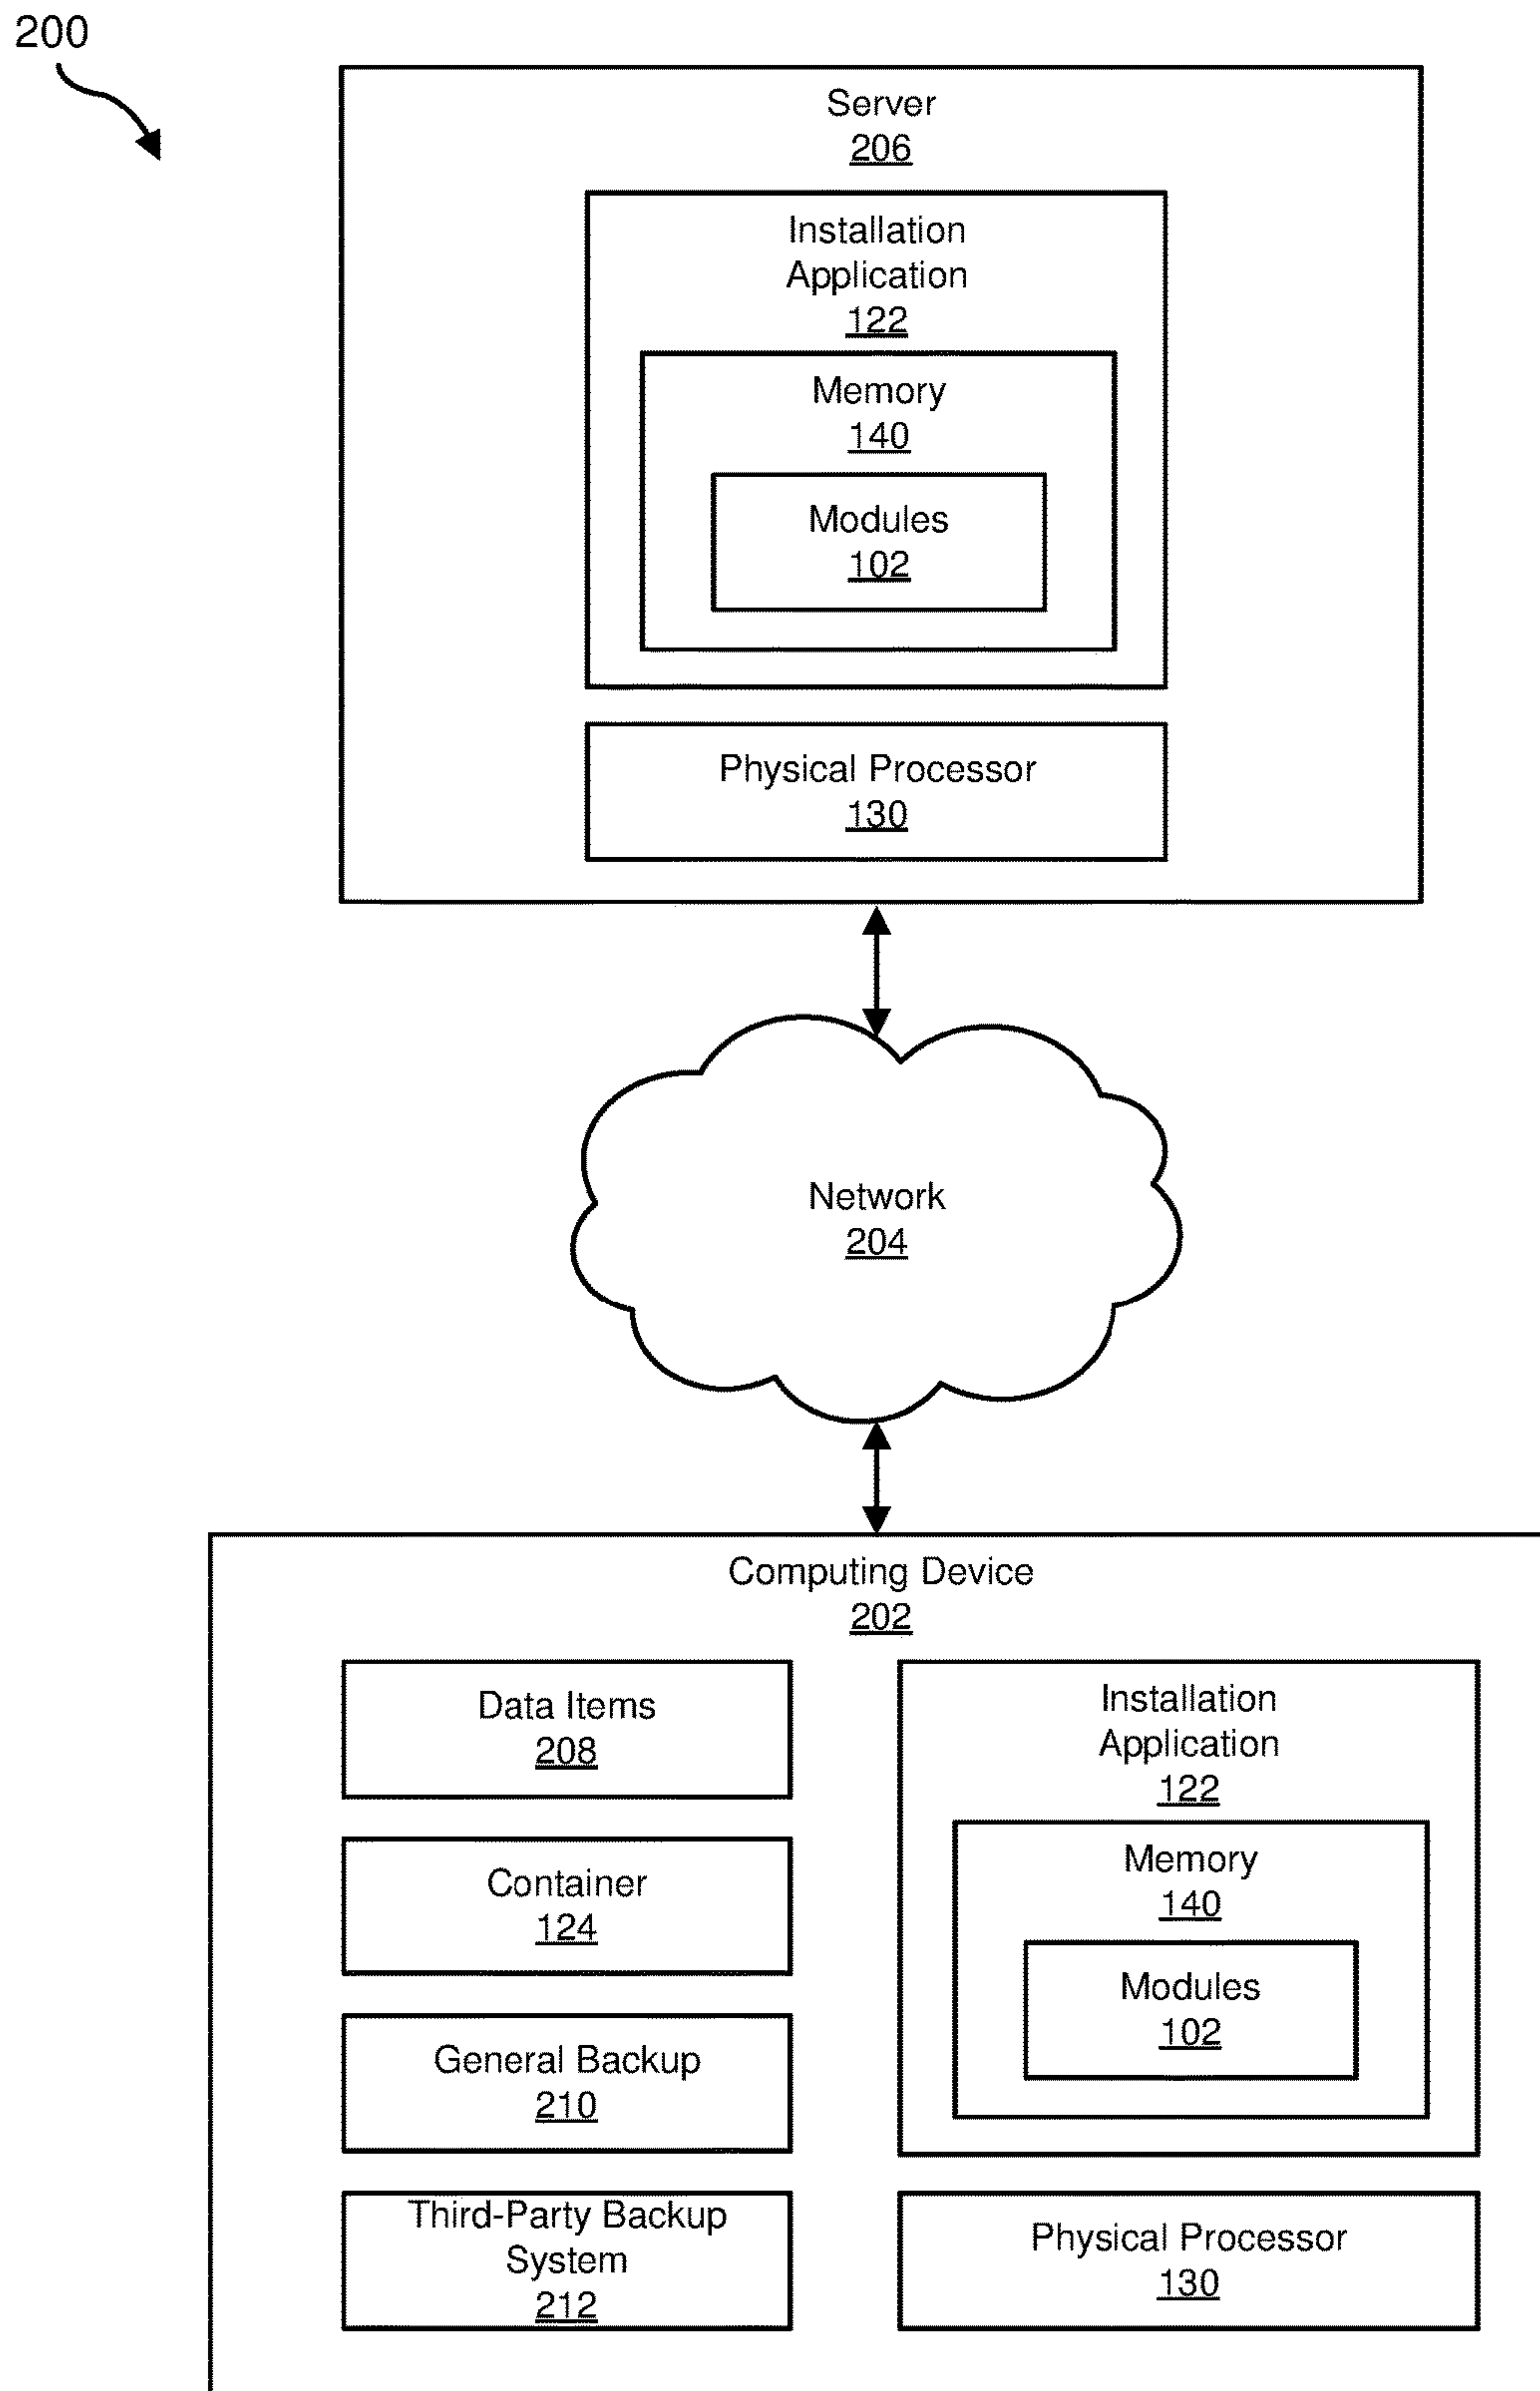 200
Server
206
Installation
Application
122
Memory
140
Modules
102
Physical Processor
130
Network
204
Computing Device
202
Data Items
208
Container
124
General Backup
210
Third-Party Backup
System
212
Installation
Application
122
Memory
140
Modules
102
Physical Processor
130